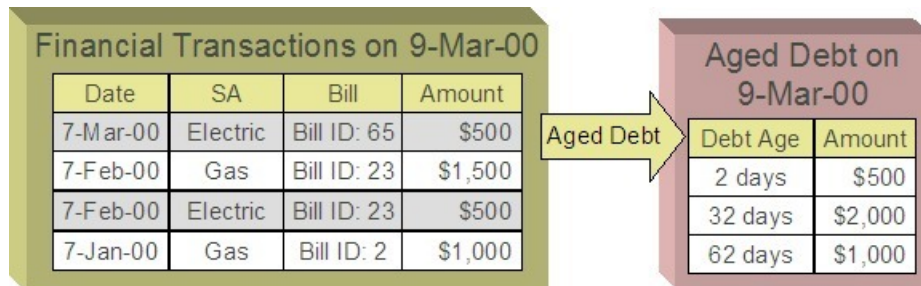 Financial Transactions on 9-Mar-00
Date SA Bill Amount
7-Mar-00 Electric Bill ID: 65 $500
7-Feb-00 Gas Bill ID: 23 $1,500
7-Feb-00 Electric Bill ID: 23 $500
7-Jan-00 Gas Bill ID: 2 $1,000
Aged Debt
Aged Debt on
9-Mar-00
Debt Age Amount
2 days $500
32 days $2,000
62 days $1,000